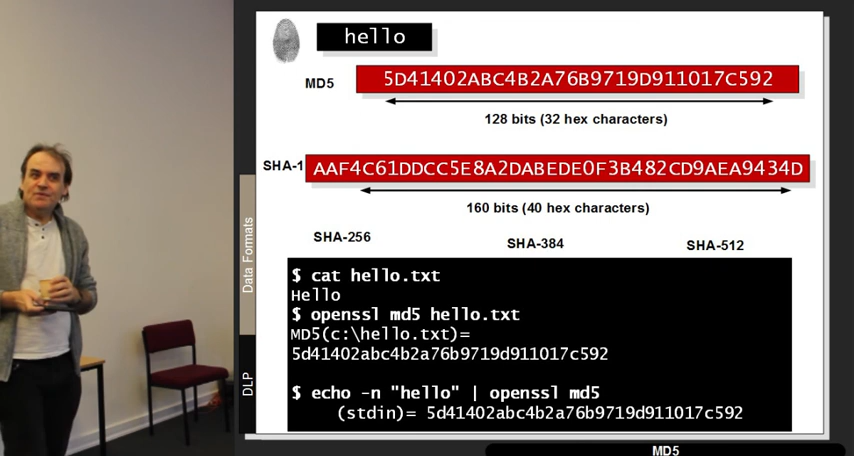 hello
MD5
5D41402ABC4B2A76B9719D911017C592
128 bits (32 hex characters)
SHA-1
AAF4C61DDCC5E8A2DABEDE0F3B482CD9AEA9434D
160 bits (40 hex characters)
SHA-256
SHA-384
SHA-512
Data Formats
DLP
$ cat hello.txt
Hello
$ openssl md5 hello.txt
MD5(c:\hello.txt)=
5d41402abc4b2a76b9719d911017c592
$ echo -n "hello" | openssl md5
(stdin)= 5d41402abc4b2a76b9719d911017c592
MD5